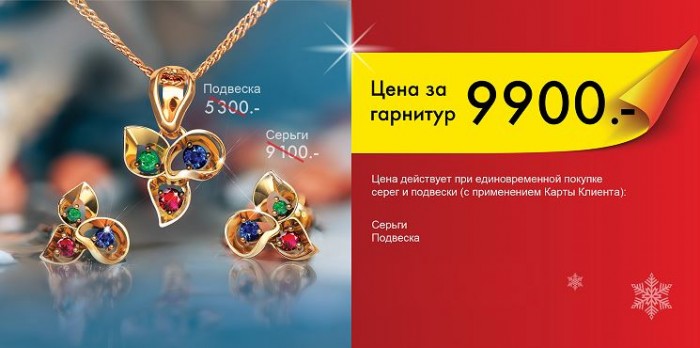 Подвеска
5300.-
Серьги
9100.-
Цена за
гарнитур
9900.-
Цена действует при единовременной покупке
серег и подвески (с применением Карты Клиента):
Серьги
Подвеска